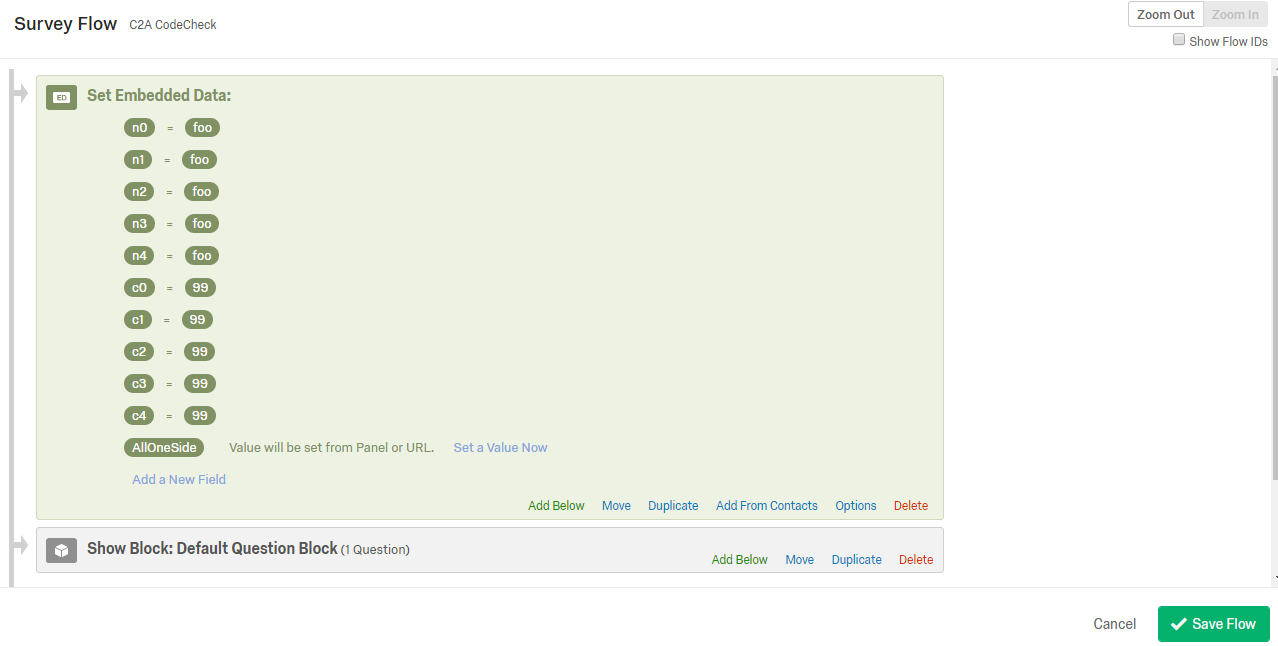 Survey Flow C2A CodeCheck
Zoom Out Zoom In
Show Flow IDs
ED Set Embedded Data:
n0 = foo
n1 = foo
n2 = foo
n3 = foo
n4 = foo
c0 = 99
c1 = 99
c2 = 99
c3 = 99
c4 = 99
AllOneSide Value will be set from Panel or URL. Set a Value Now
Add a New Field
Add Below Move Duplicate Add From Contacts Options Delete
Show Block: Default Question Block (1 Question)
Add Below Move Duplicate Delete
Cancel Save Flow